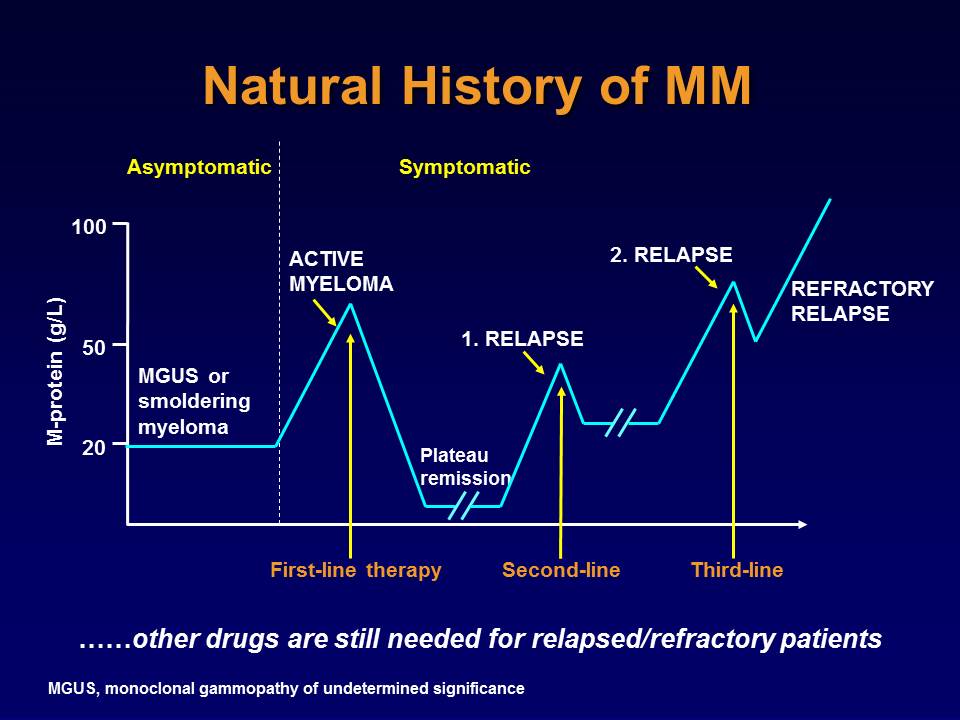 Natural History of MM
Asymptomatic
Symptomatic
100
50
20
M-protein (g/L)
MGUS or
smoldering
myeloma
ACTIVE
MYELOMA
Plateau
remission
1. RELAPSE
2. RELAPSE
REFRACTORY
RELAPSE
First-line therapy
Second-line
Third-line
……other drugs are still needed for relapsed/refractory patients
MGUS, monoclonal gammopathy of undetermined significance